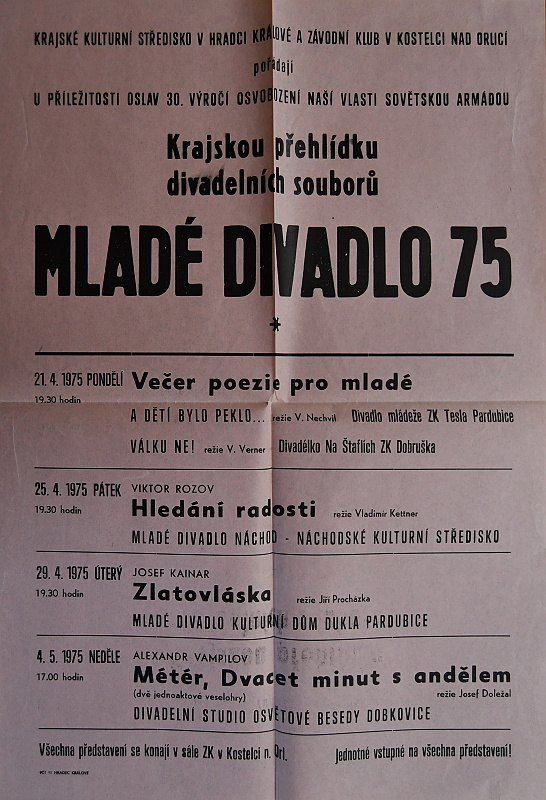 KRAJSKÉ KULTURNÍ STŘEDISKO V HRADCI KRÁLOVÉ A ZÁVODNÍ KLUB V KOSTELCI NAD ORLICÍ
pořádají
U PŘÍLEŽITOSTI OSLAV 30. VÝROČÍ OSVOBOZENÍ NAŠÍ VLASTI SOVĚTSKOU ARMÁDOU
Krajskou přehlídku
divadelních souborů
MLADÉ DIVADLO 75
*
21. 4. 1975 PONDĚLÍ Večer poezie pro mladé
19.30 hodin
A DĚTÍ BYLO PEKLO... režie V. Nechvíl Divadlo mládeže ZK Tesla Pardubice
VÁLKU NE! režie V. Verner Divadélko Na Štaflích ZK Dobruška
25. 4. 1975 PÁTEK VIKTOR ROZOV
19.30 hodin Hledání radosti režie Vladimír Kettner
MLADÉ DIVADLO NÁCHOD - NÁCHODSKÉ KULTURNÍ STŘEDISKO
29. 4. 1975 ÚTERÝ JOSEF KAINAR
19.30 hodin Zlatovláska režie Jiří Procházka
MLADÉ DIVADLO KULTURNÍ DŮM DUKLA PARDUBICE
4. 5. 1975 NEDĚLE ALEXANDR VAMPILOV
17.00 hodin Métér, Dvacet minut s andělem
(dvě jednoaktové veselohry) režie Josef Doležal
DIVADELNÍ STUDIO OSVĚTOVÉ BESEDY DOBKOVICE
Všechna představení se konají v sále ZK v Kostelci n. Orl. Jednotné vstupné na všechna představení!
HRADEC KRÁLOVÉ